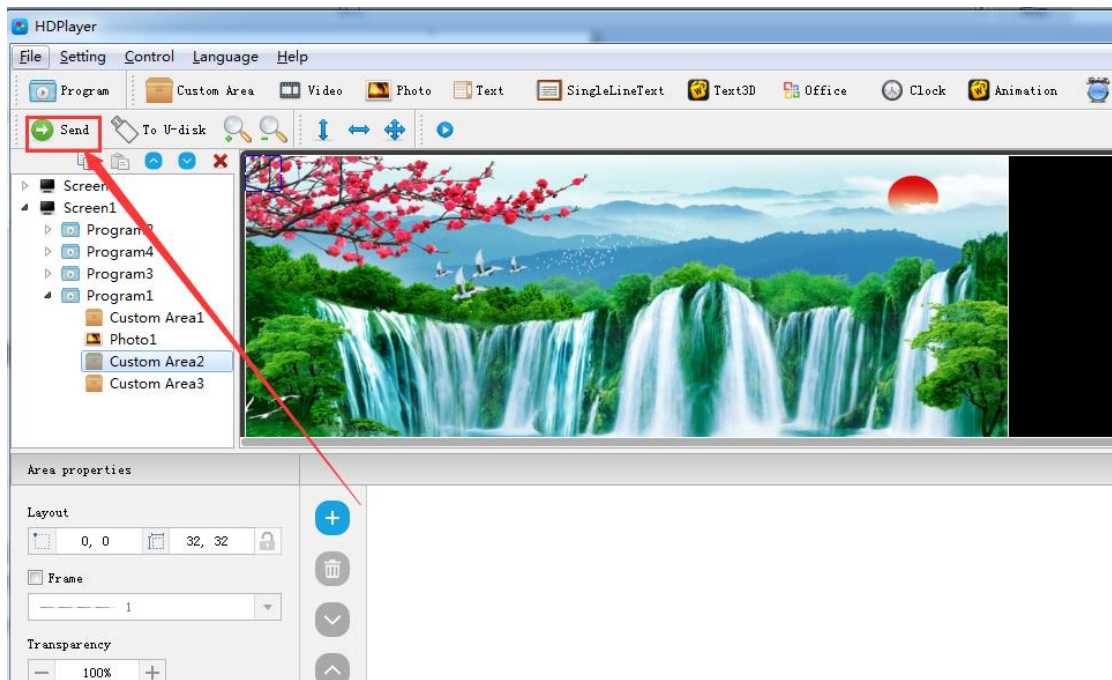 HDPlayer
File Setting Control Language Help
Program Custom Area Video Photo Text SingleLineText Text3D Office Clock Animation
Send To U-disk
Screen
Screen1
Program
Program4
Program3
Program1
Custom Area1
Photo1
Custom Area2
Custom Area3
Area properties
Layout
0, 0 32, 32
Frame
1
Transparency
100%